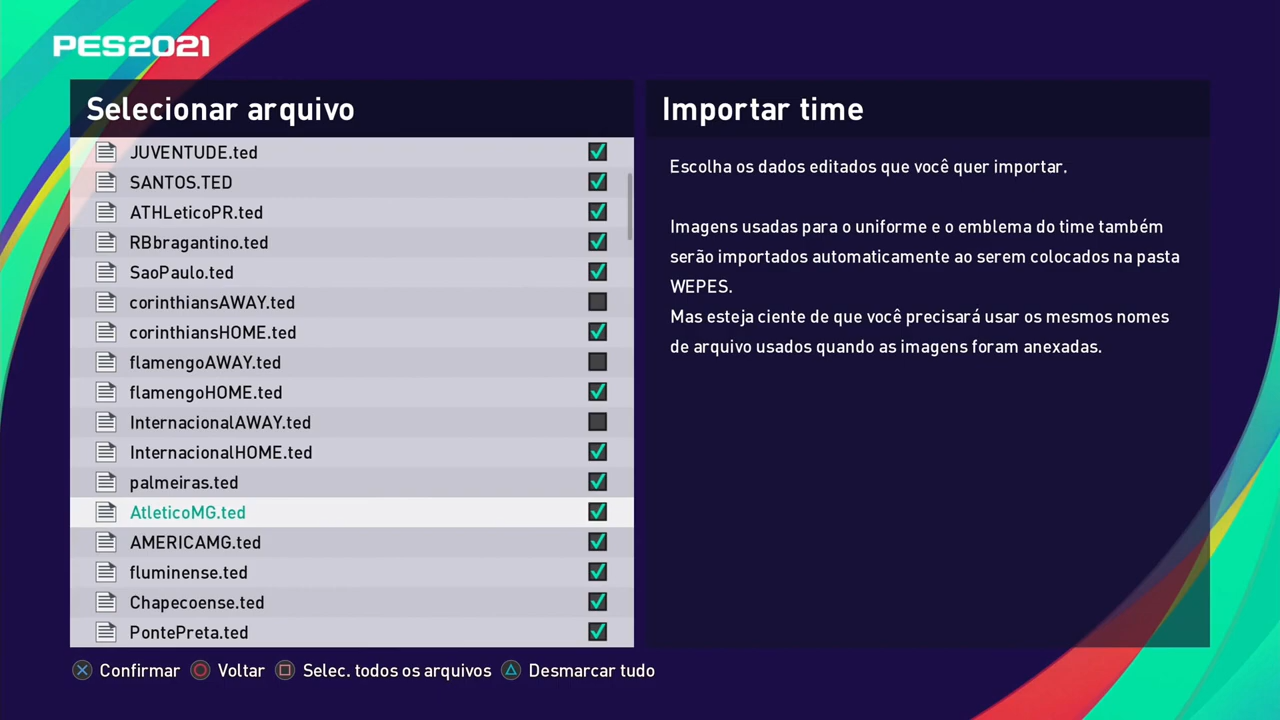 PES2021
Selecionar arquivo
JUVENTUDE.ted
SANTOS.TED
ATHLeticoPR.ted
RBbragantino.ted
SaoPaulo.ted
corinthiansAWAY.ted
corinthiansHOME.ted
flamengoAWAY.ted
flamengoHOME.ted
InternacionalAWAY.ted
InternacionalHOME.ted
palmeiras.ted
AtleticoMG.ted
AMERICAMG.ted
fluminense.ted
Chapecoense.ted
PontePreta.ted
Importar time
Escolha os dados editados que você quer importar.
Imagens usadas para o uniforme e o emblema do time também
serão importados automaticamente ao serem colocados na pasta
WEPES.
Mas esteja ciente de que você precisará usar os mesmos nomes
de arquivo usados quando as imagens foram anexadas.
Confirmar Voltar Selec. todos os arquivos Desmarcar tudo